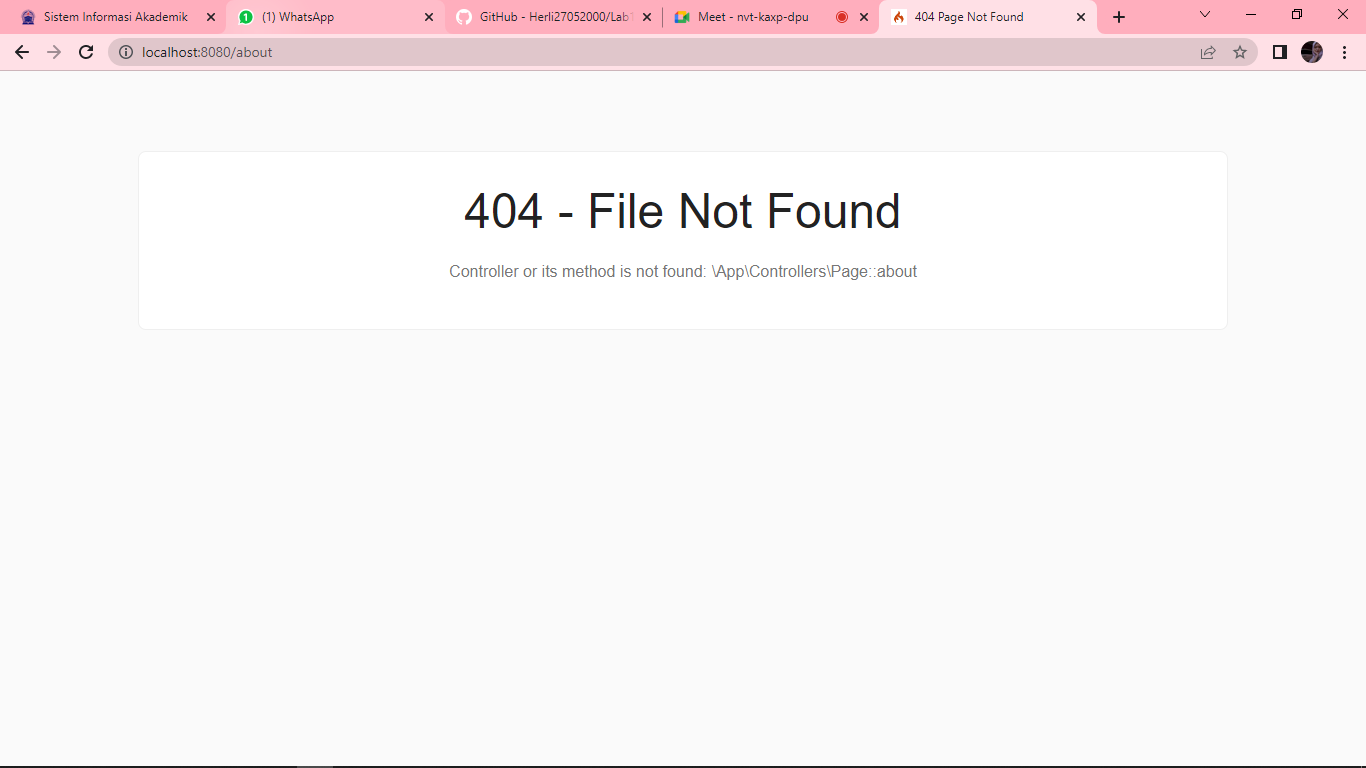 Sistem Informasi Akademik
1
(1) WhatsApp
GitHub - Herli27052000/Lab
Meet - nvt-kaxp-dpu
404 Page Not Found
localhost:8080/about
404 - File Not Found
Controller or its method is not found: \App\Controllers\Page::about